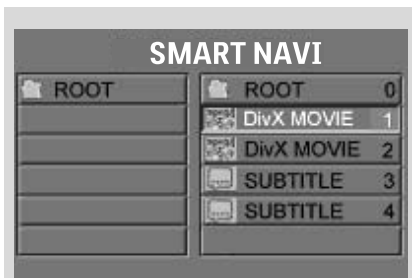 SMART NAVI
ROOT
ROOT 0
DivX MOVIE 1
DivX MOVIE 2
SUBTITLE 3
SUBTITLE 4